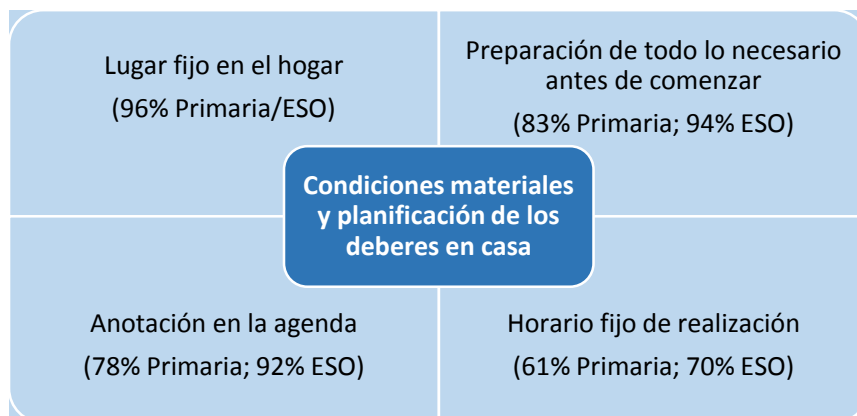 Lugar fijo en el hogar
(96% Primaria/ESO)
Preparación de todo lo necesario
antes de comenzar
(83% Primaria; 94% ESO)
Condiciones materiales
y planificación de los
deberes en casa
Anotación en la agenda
(78% Primaria; 92% ESO)
Horario fijo de realización
(61% Primaria; 70% ESO)